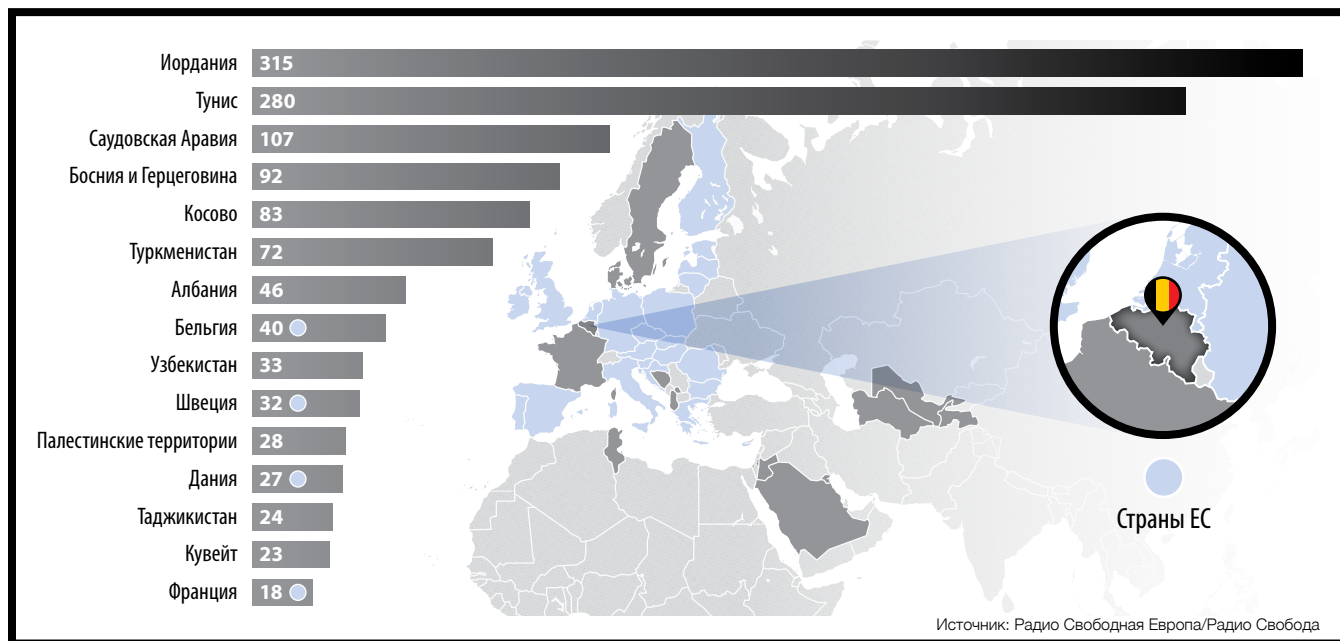 Иордания 315
Тунис 280
Саудовская Аравия 107
Босния и Герцеговина 92
Косово 83
Туркменистан 72
Албания 46
Бельгия 40
Узбекистан 33
Швеция 32
Палестинские территории 28
Дания 27
Таджикистан 24
Кувейт 23
Франция 18
Страны ЕС
Источник: Радио Свободная Европа/Радио Свобода